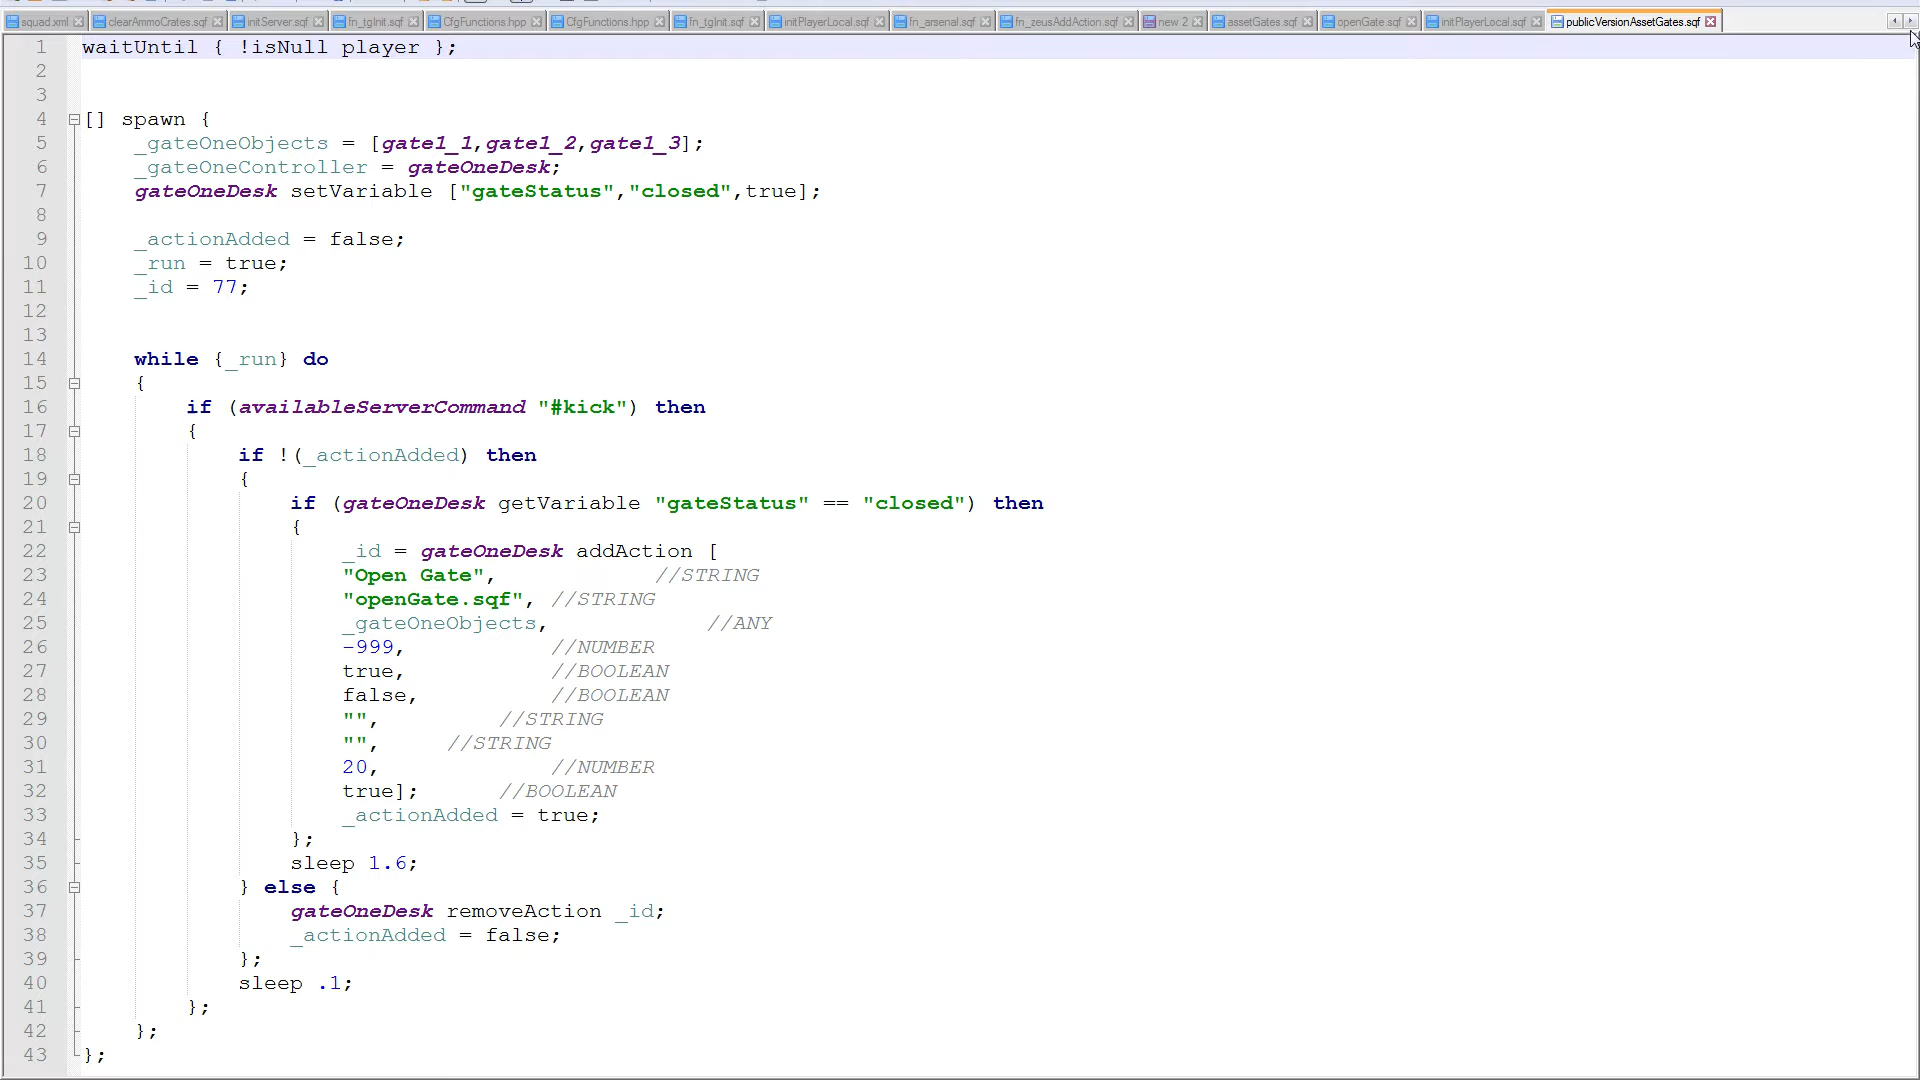 squad.xml clearAmmoCrates.sqf initServer.sqf fn_tgInit.sqf CfgFunctions.hpp CfgFunctions.hpp fn_tgInit.sqf initPlayerLocal.sqf fn_arsenal.sqf fn_zeusAddAction.sqf new 2 assetGates.sqf openGate.sqf initPlayerLocal.sqf publicVersionAssetGates.sqf
1 waitUntil { !isNull player };
2
3
4 [] spawn {
5 _gateOneObjects = [gate1_1,gate1_2,gate1_3];
6 _gateOneController = gateOneDesk;
7 gateOneDesk setVariable ["gateStatus","closed",true];
8
9 _actionAdded = false;
10 _run = true;
11 _id = 77;
12
13
14 while {_run} do
15 {
16 if (availableServerCommand "#kick") then
17 {
18 if !(_actionAdded) then
19 {
20 if (gateOneDesk getVariable "gateStatus" == "closed") then
21 {
22 _id = gateOneDesk addAction [
23 "Open Gate", //STRING
24 "openGate.sqf", //STRING
25 _gateOneObjects, //ANY
26 -999, //NUMBER
27 true, //BOOLEAN
28 false, //BOOLEAN
29 "", //STRING
30 "", //STRING
31 20, //NUMBER
32 true]; //BOOLEAN
33 _actionAdded = true;
34 };
35 sleep 1.6;
36 } else {
37 gateOneDesk removeAction _id;
38 _actionAdded = false;
39 };
40 sleep .1;
41 };
42 };
43 };